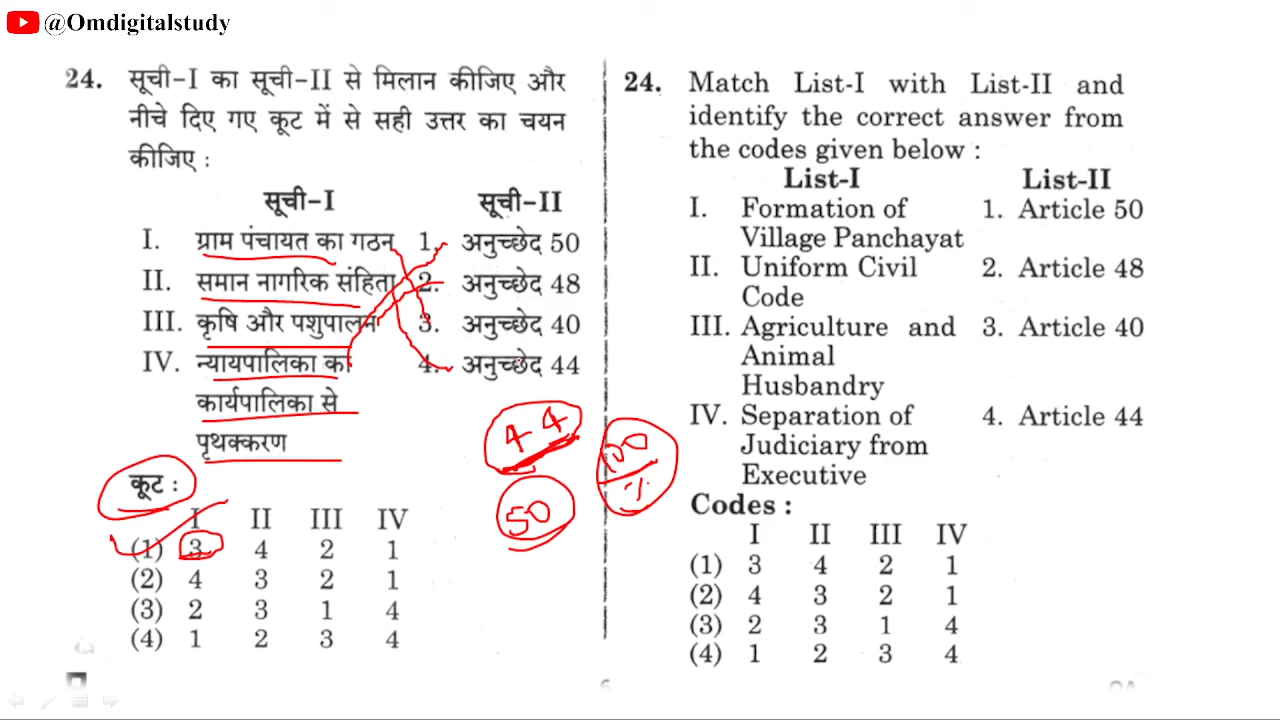 @Omdigitalstudy
24. सूची-I का सूची-II से मिलान कीजिए और
नीचे दिए गए कूट में से सही उत्तर का चयन
कीजिए :
सूची-I सूची-II
I. ग्राम पंचायत का गठन 1. अनुच्छेद 50
II. समान नागरिक संहिता 2. अनुच्छेद 48
III. कृषि और पशुपालन 3. अनुच्छेद 40
IV. न्यायपालिका का 4. अनुच्छेद 44
कार्यपालिका से
पृथक्करण
44
50
100
%
कूट :
I II III IV
(1) 3 4 2 1
(2) 4 3 2 1
(3) 2 3 1 4
(4) 1 2 3 4
24. Match List-I with List-II and
identify the correct answer from
the codes given below :
List-I List-II
I. Formation of 1. Article 50
Village Panchayat
II. Uniform Civil 2. Article 48
Code
III. Agriculture and 3. Article 40
Animal
Husbandry
IV. Separation of 4. Article 44
Judiciary from
Executive
Codes :
I II III IV
(1) 3 4 2 1
(2) 4 3 2 1
(3) 2 3 1 4
(4) 1 2 3 4